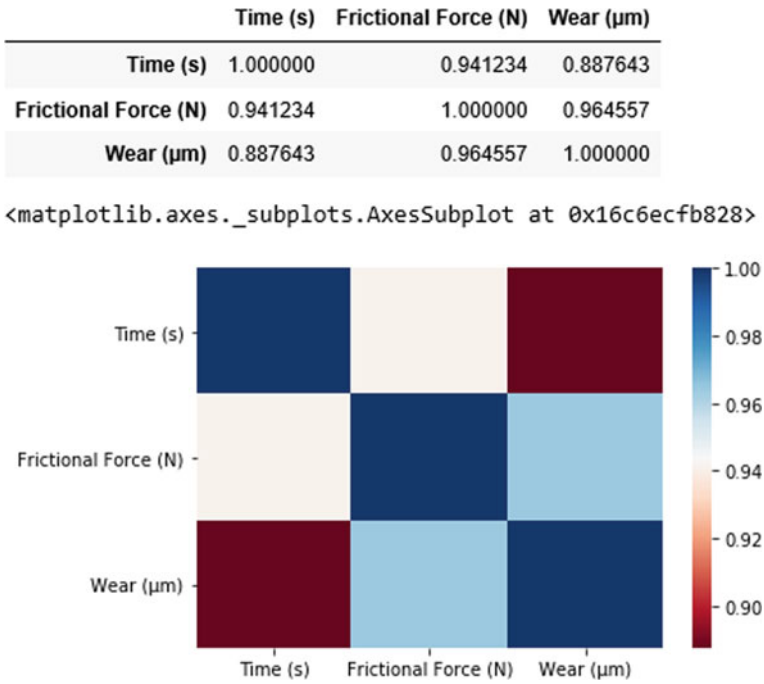 Time (s) Frictional Force (N) Wear (µm)
Time (s) 1.000000 0.941234 0.887643
Frictional Force (N) 0.941234 1.000000 0.964557
Wear (µm) 0.887643 0.964557 1.000000
<matplotlib.axes._subplots.AxesSubplot at 0x16c6ecfb828>
1.00
Time (s)
0.98
0.96
Frictional Force (N)
0.94
0.92
Wear (µm)
0.90
Time (s) Frictional Force (N) Wear (µm)